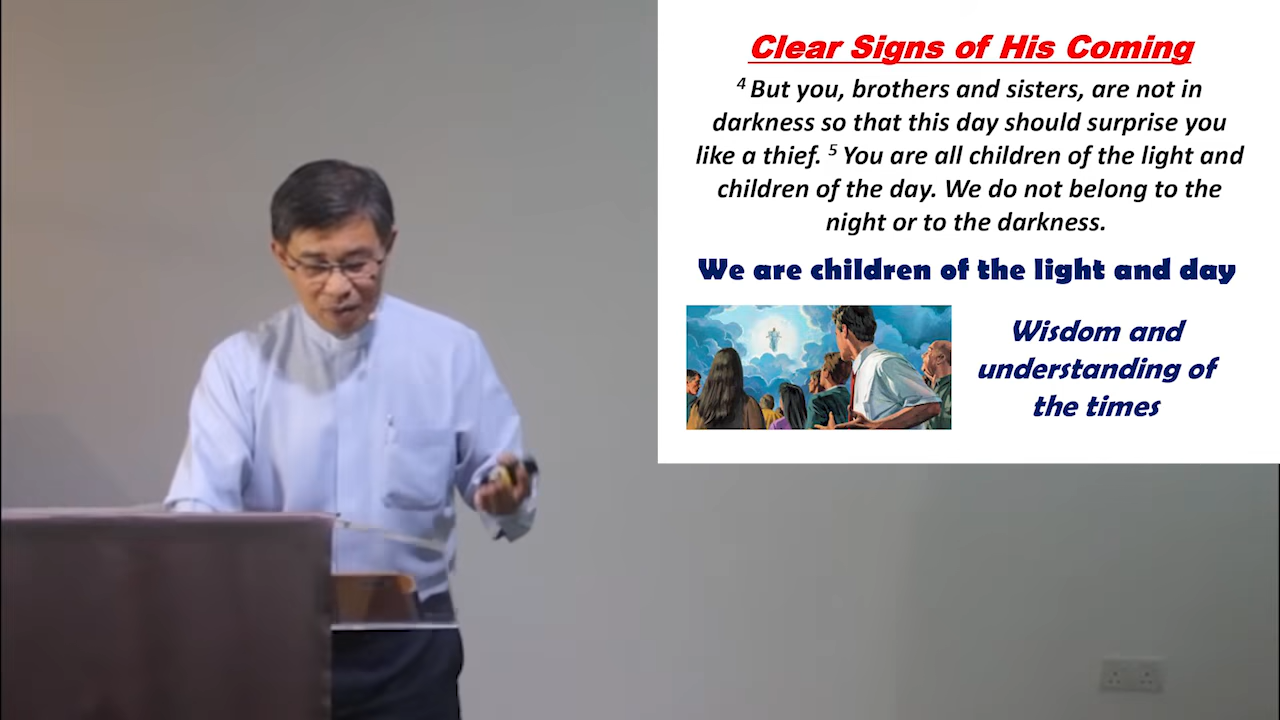 Clear Signs of His Coming
4 But you, brothers and sisters, are not in
darkness so that this day should surprise you
like a thief. 5 You are all children of the light and
children of the day. We do not belong to the
night or to the darkness.
We are children of the light and day
Wisdom and
understanding of
the times